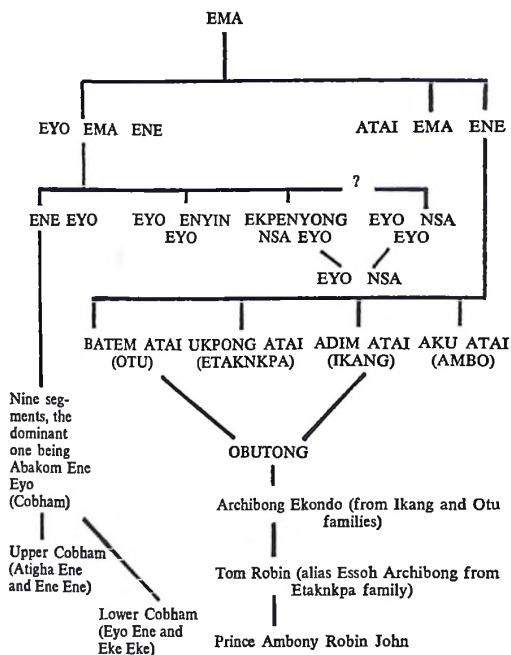 EMA
EYO EMA ENE
ATAI EMA ENE
?
ENE EYO
EYO ENYIN
EYO
EKPENYONG
NSA EYO
EYO NSA
EYO
EYO NSA
BATEM ATAI
(OTU)
UKPONG ATAI
(ETAKNKPA)
ADIM ATAI
(IKANG)
AKU ATAI
(AMBO)
Nine seg-
ments, the
dominant
one being
Abakom Ene
Eyo
(Cobham)
OBUTONG
Archibong Ekondo (from Ikang and Otu
families)
Upper Cobham
(Atigha Ene
and Ene Ene)
Tom Robin (alias Essoh Archibong from
Etaknkpa family)
Lower Cobham
(Eyo Ene and
Eke Eke)
Prince Ambony Robin John